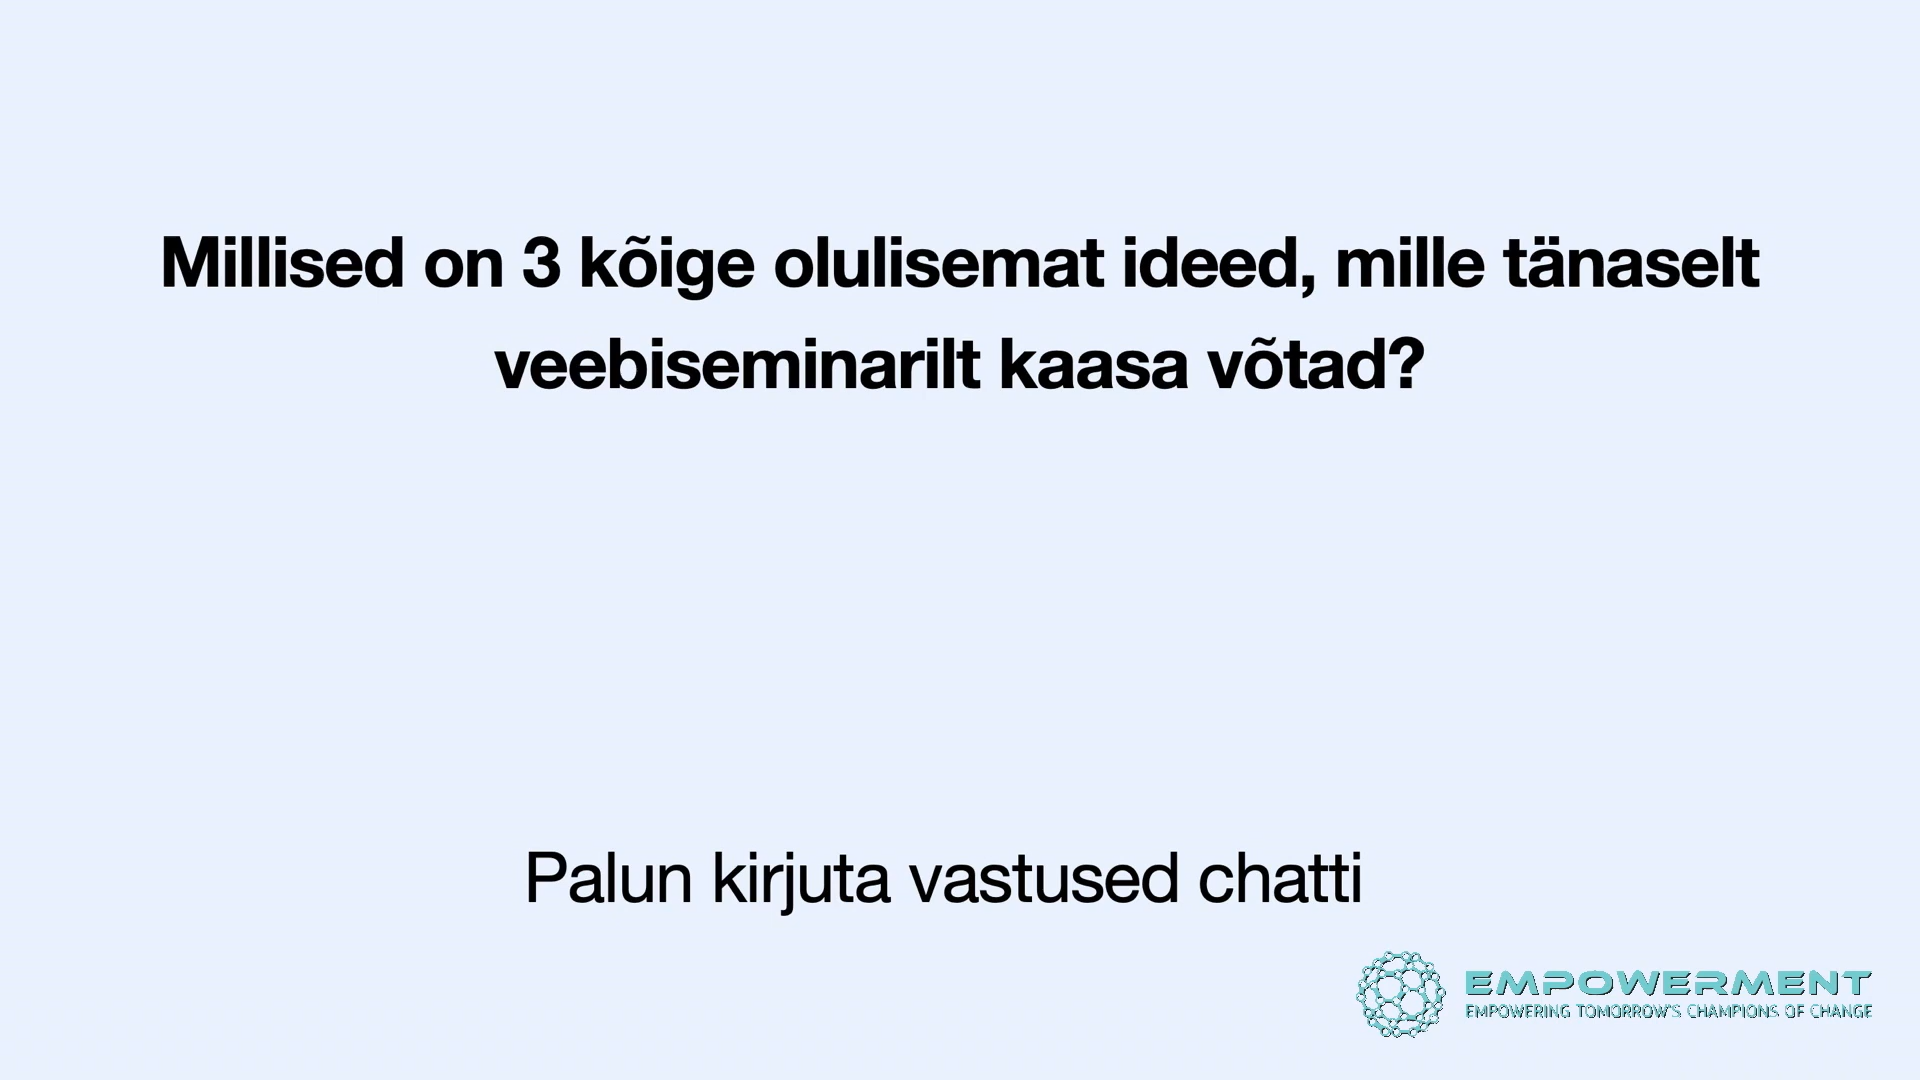 Millised on 3 kõige olulisemat ideed, mille tänaselt
veebiseminarilt kaasa võtad?
Palun kirjuta vastused chatti
EMPOWERMENT
EMPOWERING TOMORROW'S CHAMPIONS OF CHANGE